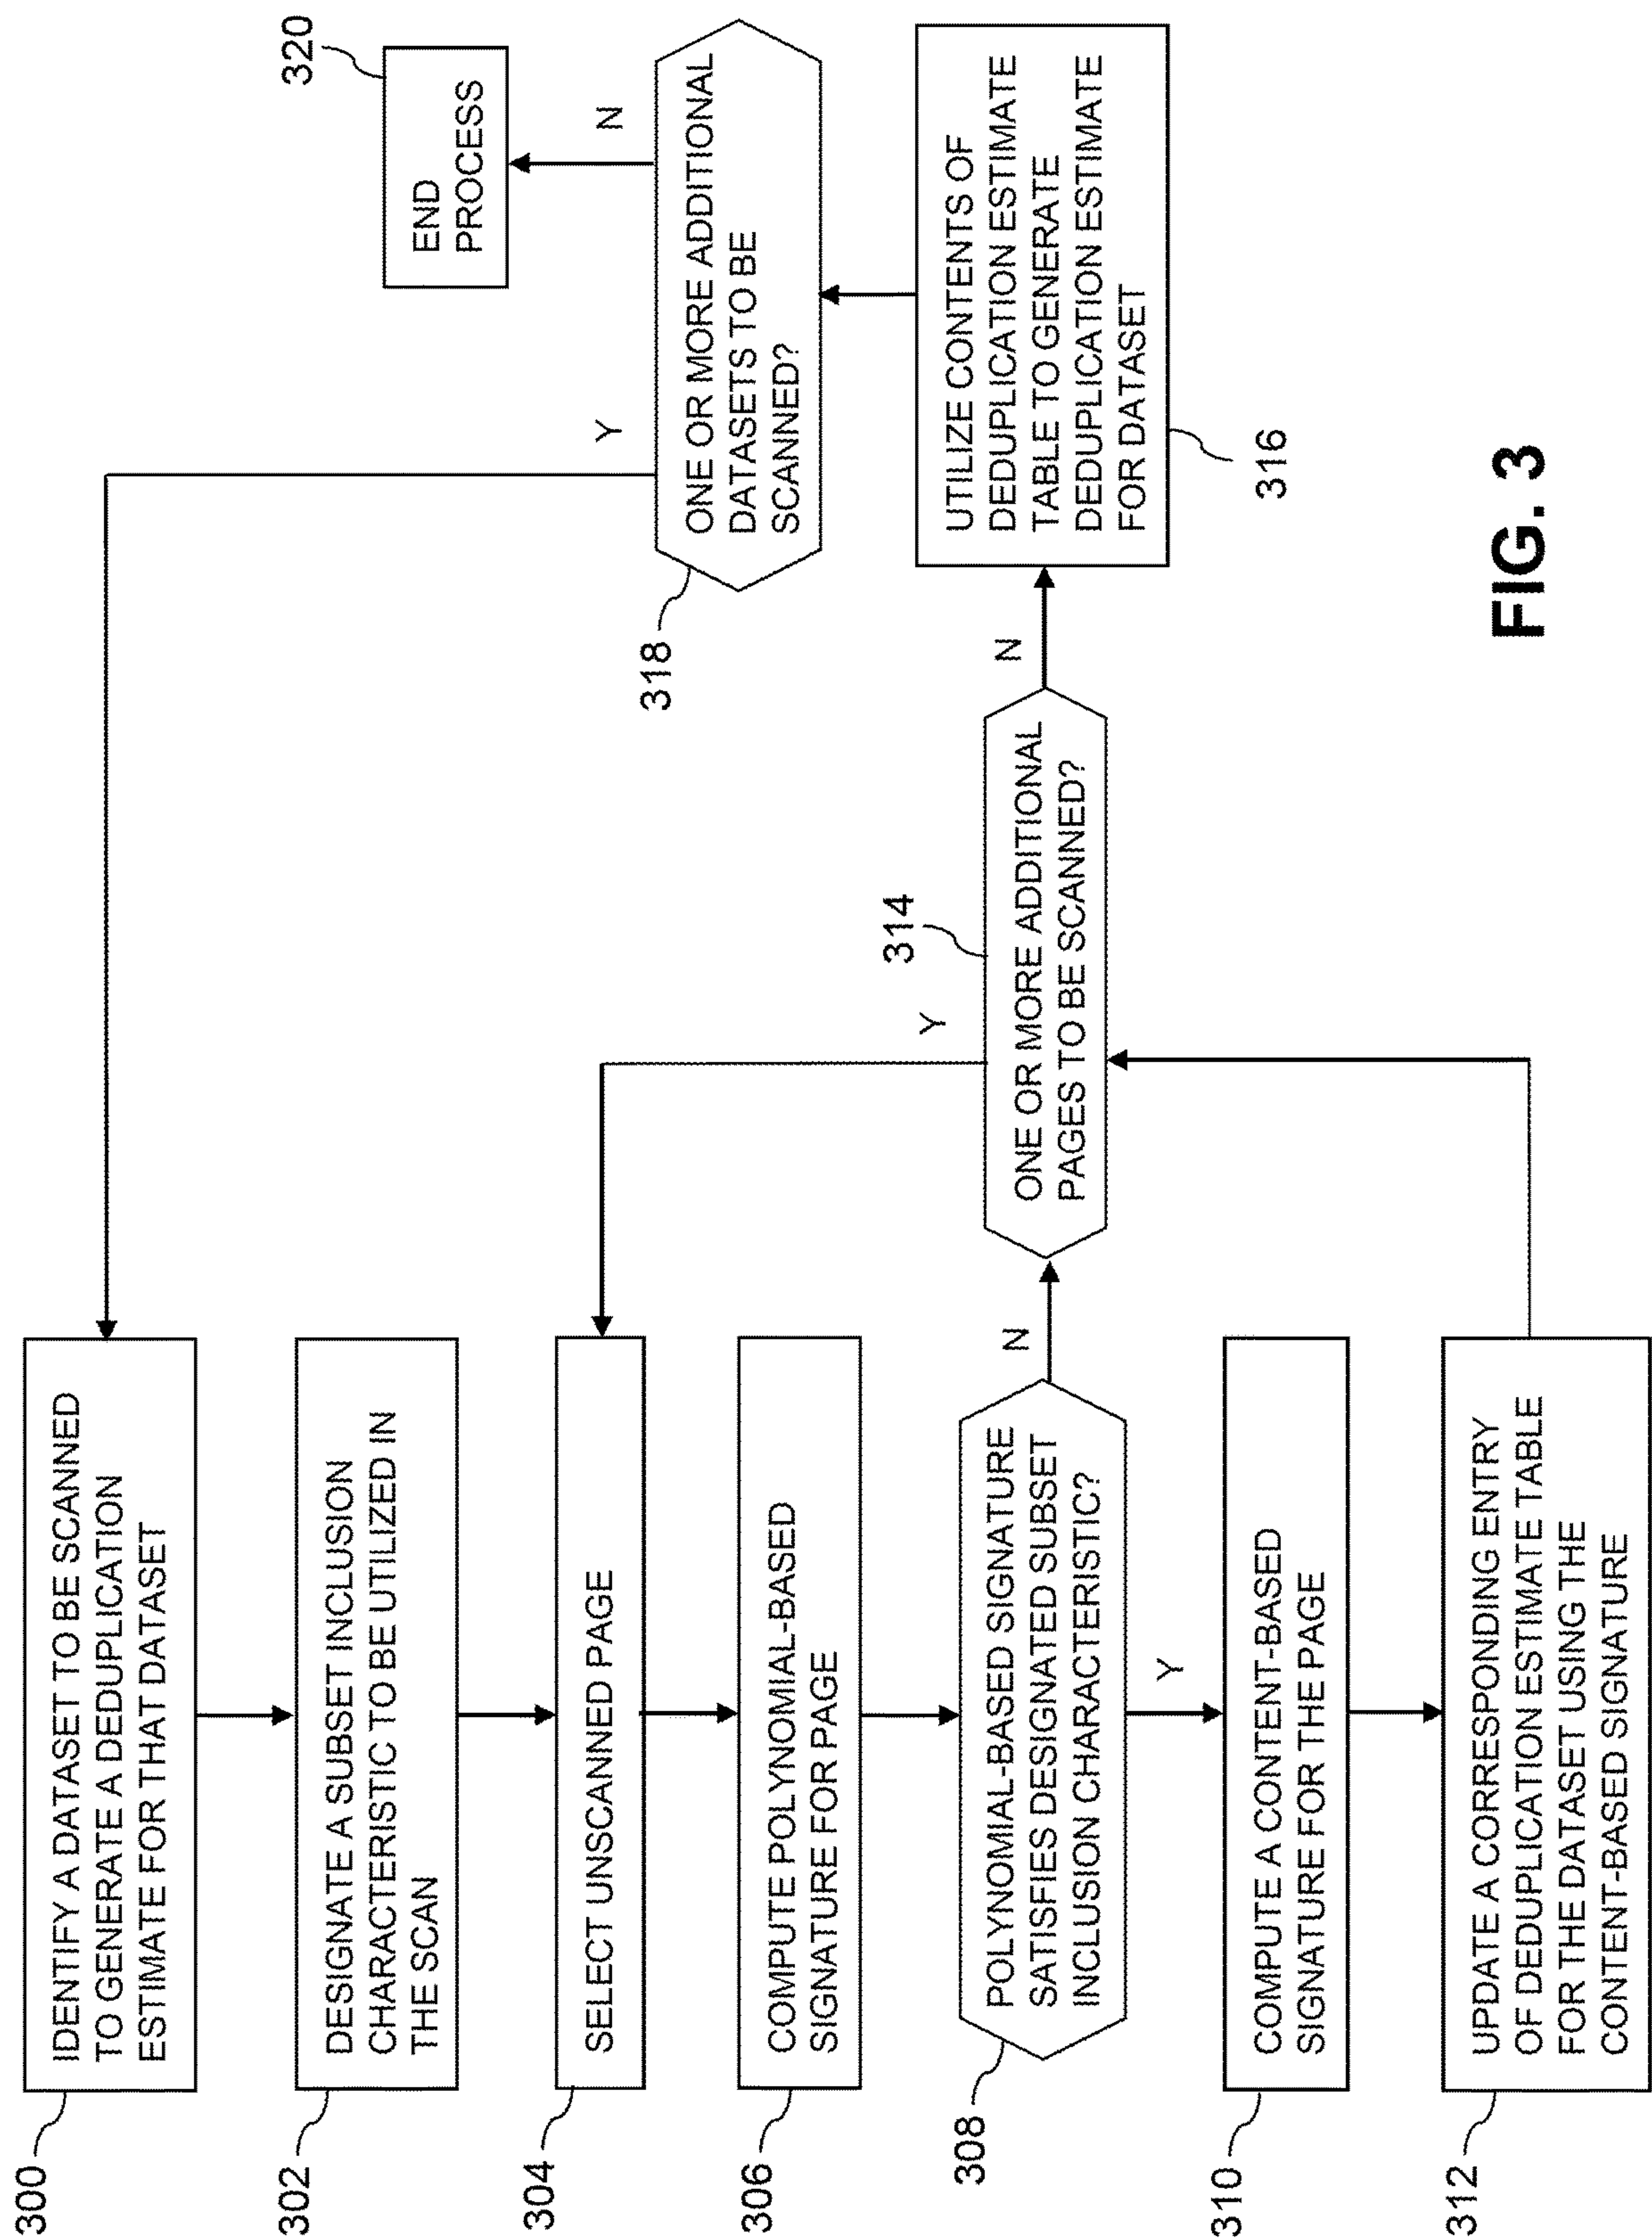 300
IDENTIFY A DATASET TO BE SCANNED
TO GENERATE A DEDUPLICATION
ESTIMATE FOR THAT DATASET
302
DESIGNATE A SUBSET INCLUSION
CHARACTERISTIC TO BE UTILIZED IN
THE SCAN
304
SELECT UNSCANNED PAGE
306
COMPUTE POLYNOMIAL-BASED
SIGNATURE FOR PAGE
308
POLYNOMIAL-BASED SIGNATURE
SATISFIES DESIGNATED SUBSET
INCLUSION CHARACTERISTIC?
N
Y
310
COMPUTE A CONTENT-BASED
SIGNATURE FOR THE PAGE
312
UPDATE A CORRESPONDING ENTRY
OF DEDUPLICATION ESTIMATE TABLE
FOR THE DATASET USING THE
CONTENT-BASED SIGNATURE
314
Y
ONE OR MORE ADDITIONAL
PAGES TO BE SCANNED?
N
316
UTILIZE CONTENTS OF
DEDUPLICATION ESTIMATE
TABLE TO GENERATE
DEDUPLICATION ESTIMATE
FOR DATASET
318
Y
ONE OR MORE ADDITIONAL
DATASETS TO BE
SCANNED?
N
320
END
PROCESS
FIG. 3